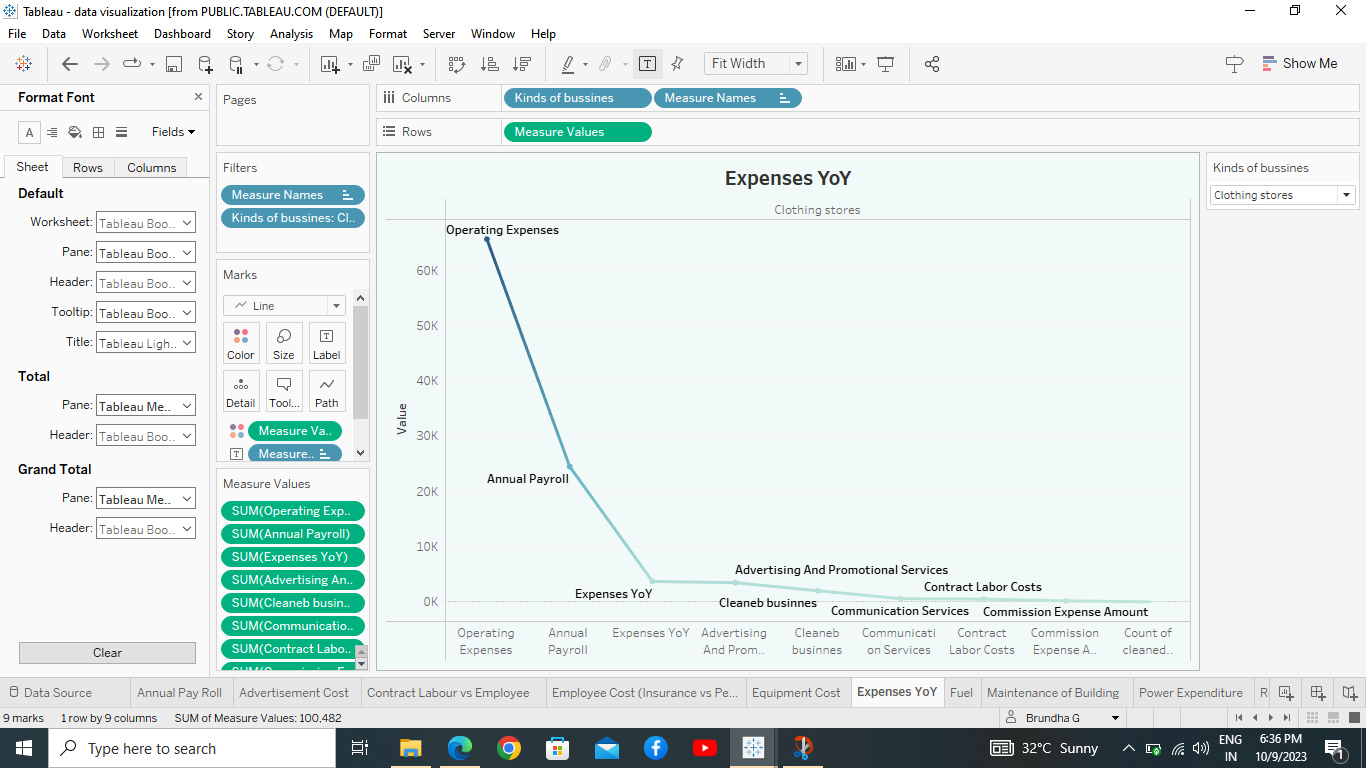 Tableau - data visualization [from PUBLIC.TABLEAU.COM (DEFAULT)]
File Data Worksheet Dashboard Story Analysis Map Format Server Window Help
Fit Width
Show Me
Format Font
A
Fields
Sheet Rows Columns
Default
Worksheet: Tableau Boo..
Pane: Tableau Boo..
Header: Tableau Boo..
Tooltip: Tableau Boo..
Title: Tableau Ligh..
Total
Pane: Tableau Me..
Header: Tableau Boo..
Grand Total
Pane: Tableau Me..
Header: Tableau Boo..
Clear
Pages
Filters
Measure Names
Kinds of bussines: Cl..
Marks
Line
Color Size Label
Detail Tool... Path
Measure Va..
Measure..
Measure Values
SUM(Operating Exp..
SUM(Annual Payroll)
SUM(Expenses YoY)
SUM(Advertising An..
SUM(Cleaneb busin..
SUM(Communicatio..
SUM(Contract Labo..
Columns Kinds of bussines Measure Names
Rows Measure Values
Expenses YoY
Clothing stores
Value
60K
50K
40K
30K
20K
10K
0K
Operating Expenses
Annual Payroll
Expenses YoY
Advertising And Promotional Services
Cleaneb businnes
Communication Services
Contract Labor Costs
Commission Expense Amount
Operating Annual Expenses YoY Advertising Cleaneb Communicati Contract Commission Count of
Expenses Payroll And Prom.. businnes on Services Labor Costs Expense A.. cleaned..
Kinds of bussines
Clothing stores
Data Source Annual Pay Roll Advertisement Cost Contract Labour vs Employee Employee Cost (Insurance vs Pe... Equipment Cost Expenses YoY Fuel Maintenance of Building Power Expenditure
9 marks 1 row by 9 columns SUM of Measure Values: 100,482 Brundha G
Type here to search
32°C Sunny
ENG
IN
6:36 PM
10/9/2023
1